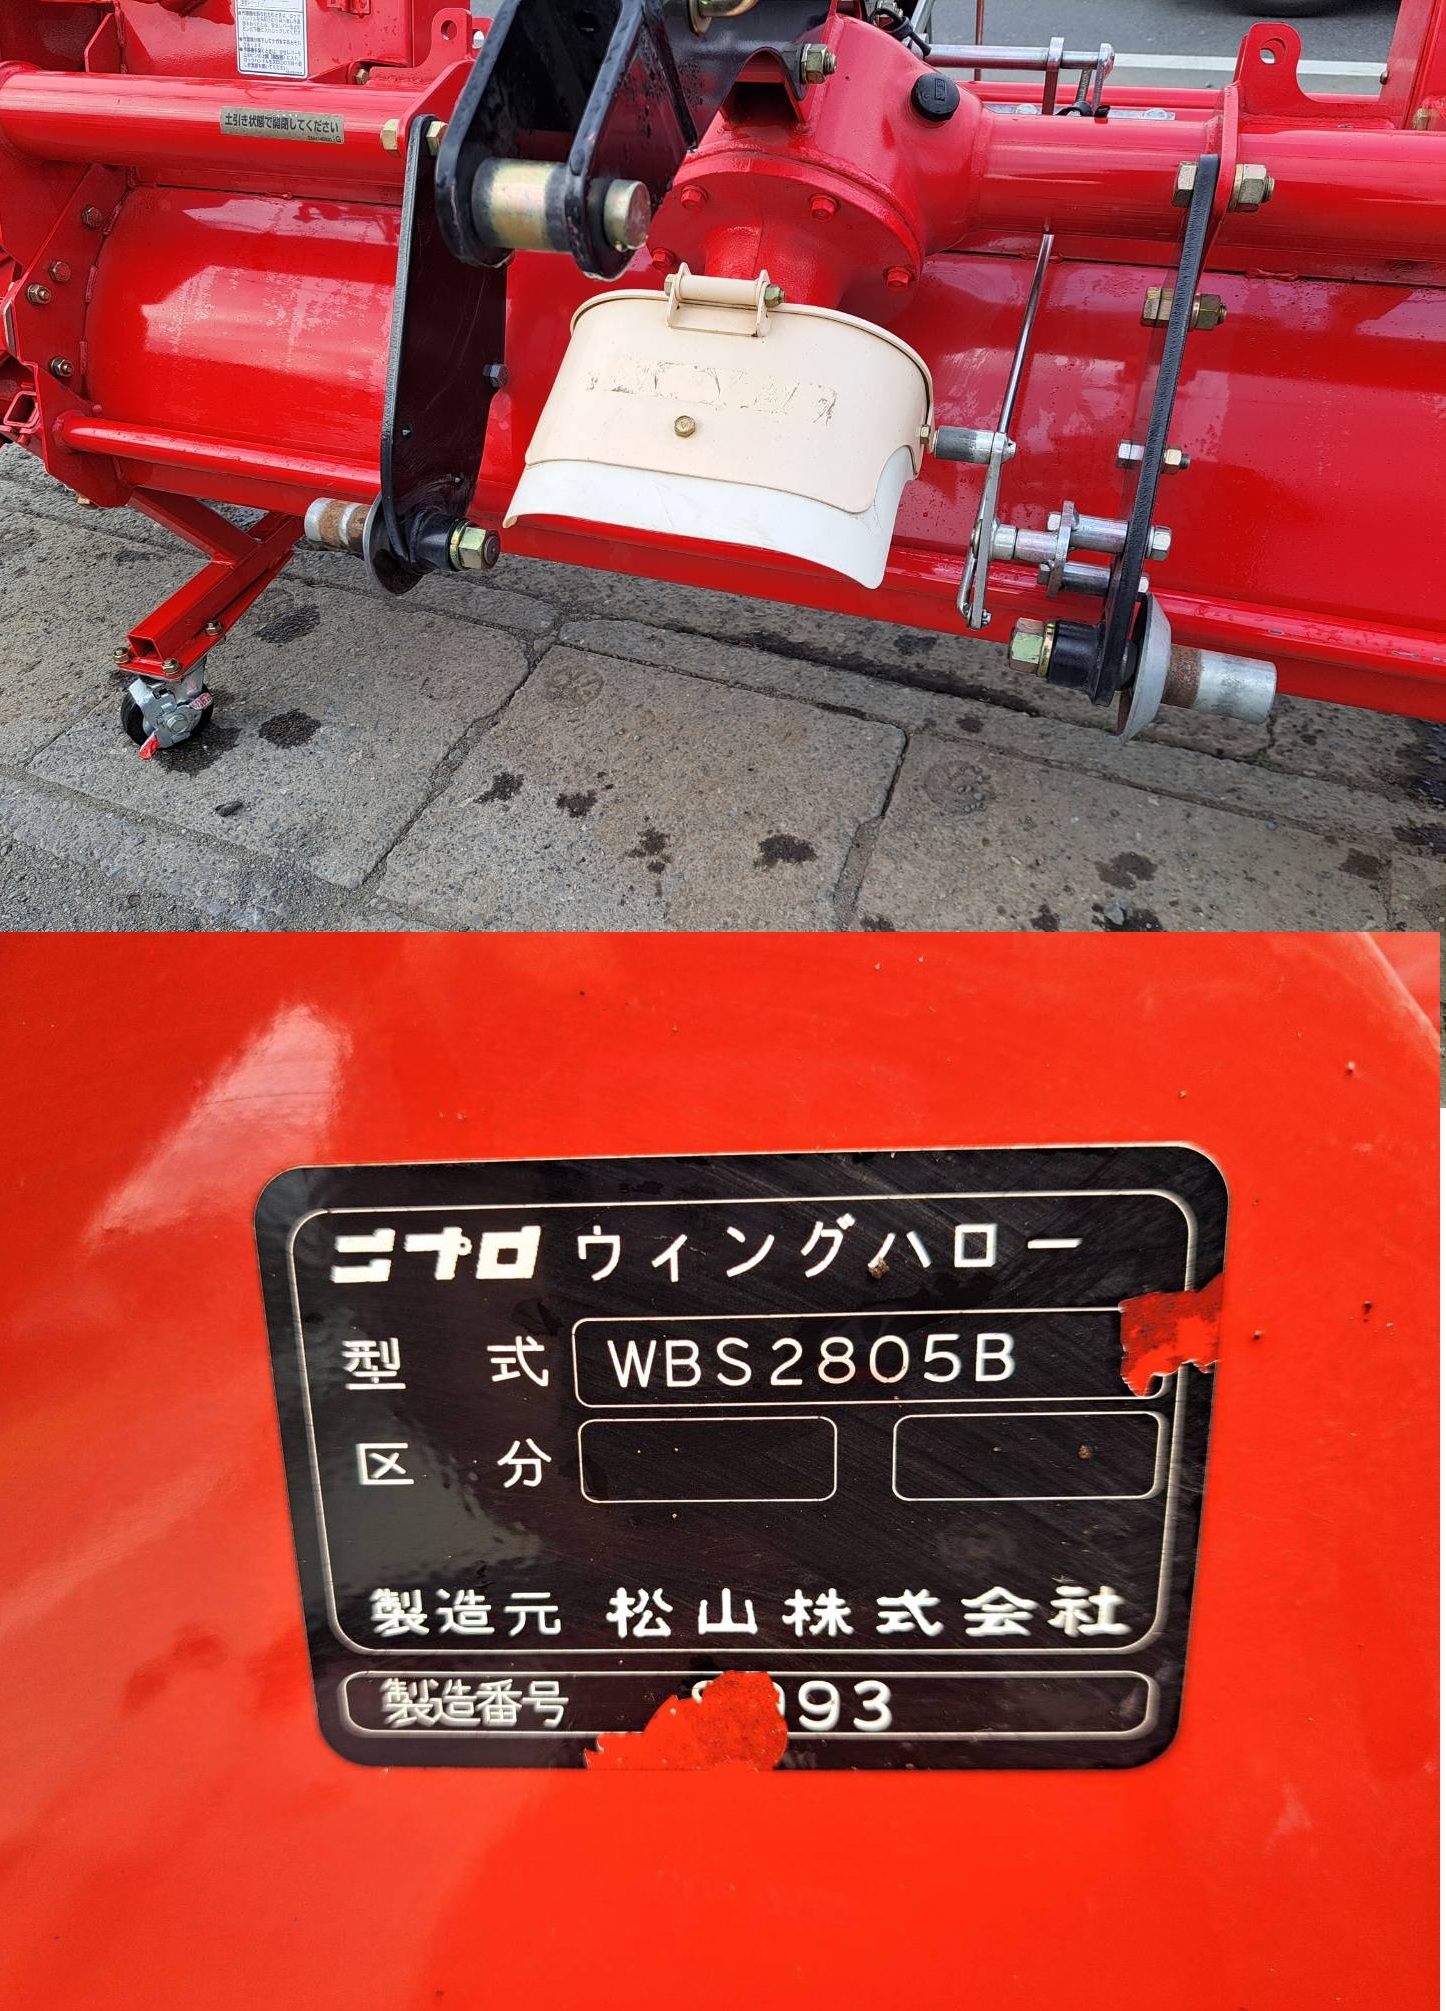 土引き状態で開閉してください
ニプロ ウィングハロー
型式 WBS2805B
区分
製造元 松山株式会社
製造番号 93